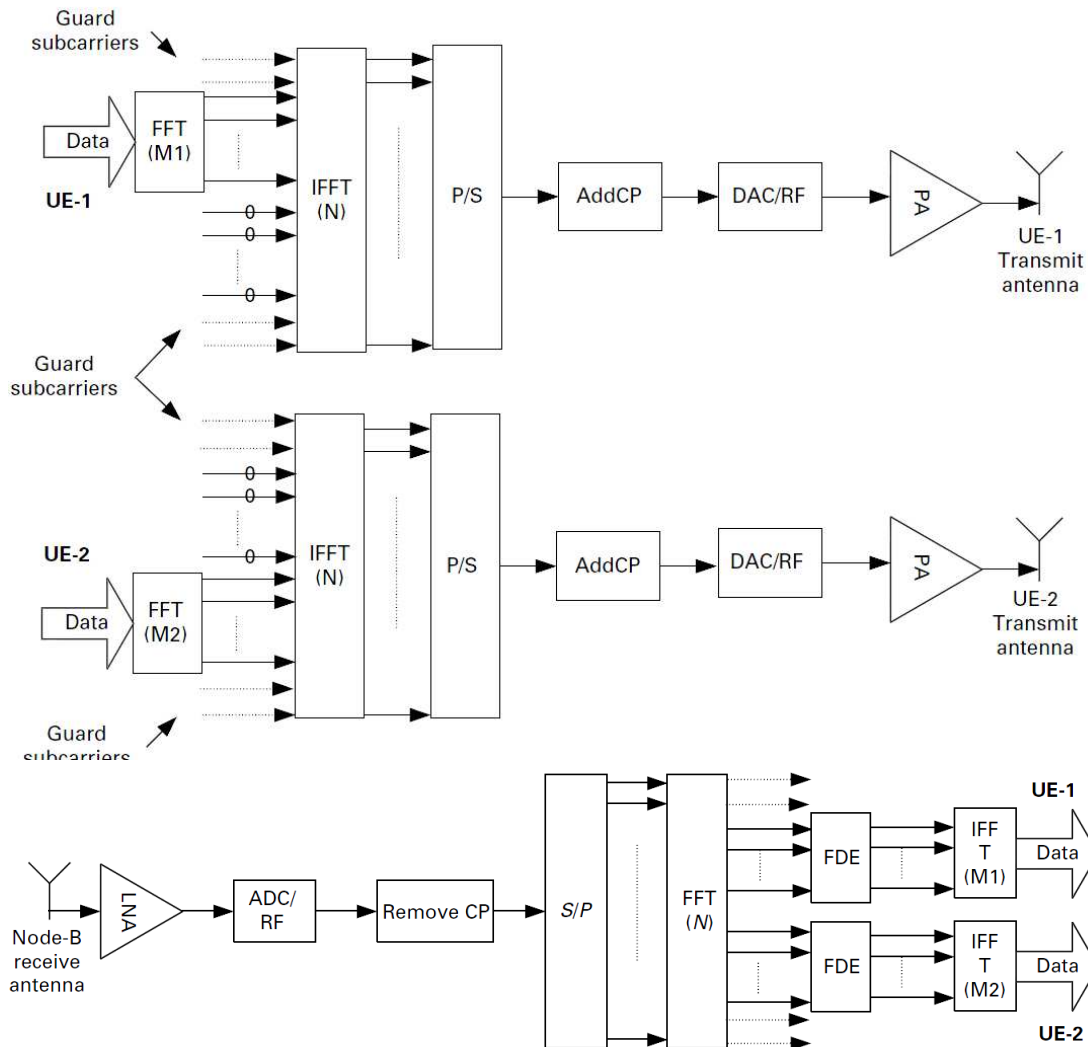 Guard
subcarriers
Data
FFT
(M1)
UE-1
0
0
0
IFFT
(N)
P/S
AddCP
DAC/RF
PA
UE-1
Transmit
antenna
Guard
subcarriers
0
0
0
UE-2
Data
FFT
(M2)
IFFT
(N)
P/S
AddCP
DAC/RF
PA
UE-2
Transmit
antenna
Guard
subcarriers
Node-B
receive
antenna
LNA
ADC/
RF
Remove CP
S/P
FFT
(N)
FDE
IFF
T
(M1)
UE-1
Data
FDE
IFF
T
(M2)
Data
UE-2